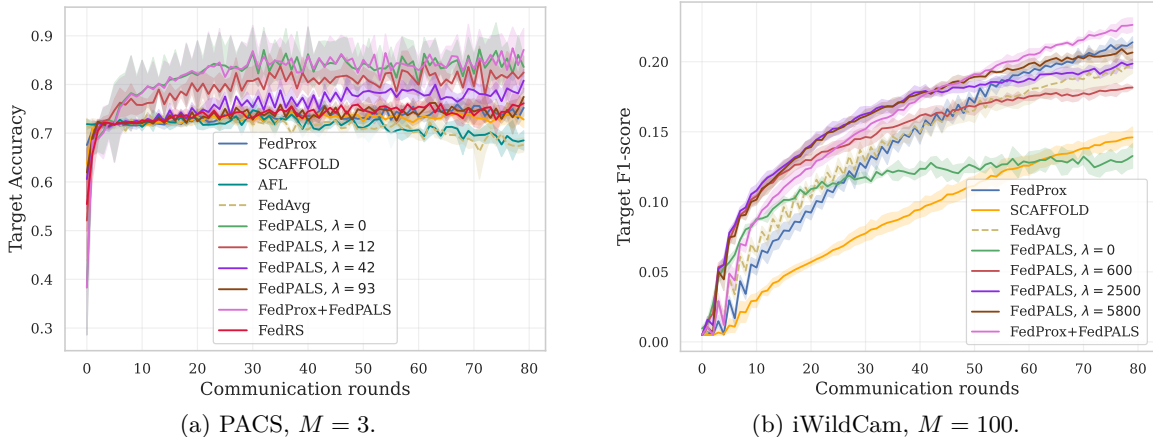 0.9
0.8
0.7
0.6
0.5
0.4
0.3
Target Accuracy
FedProx
SCAFFOLD
AFL
FedAvg
FedPALS, λ = 0
FedPALS, λ = 12
FedPALS, λ = 42
FedPALS, λ = 93
FedProx+FedPALS
FedRS
0 10 20 30 40 50 60 70 80
Communication rounds
(a) PACS, M = 3.
0.20
0.15
0.10
0.05
0.00
Target F1-score
FedProx
SCAFFOLD
FedAvg
FedPALS, λ = 0
FedPALS, λ = 600
FedPALS, λ = 2500
FedPALS, λ = 5800
FedProx+FedPALS
0 10 20 30 40 50 60 70 80
Communication rounds
(b) iWildCam, M = 100.